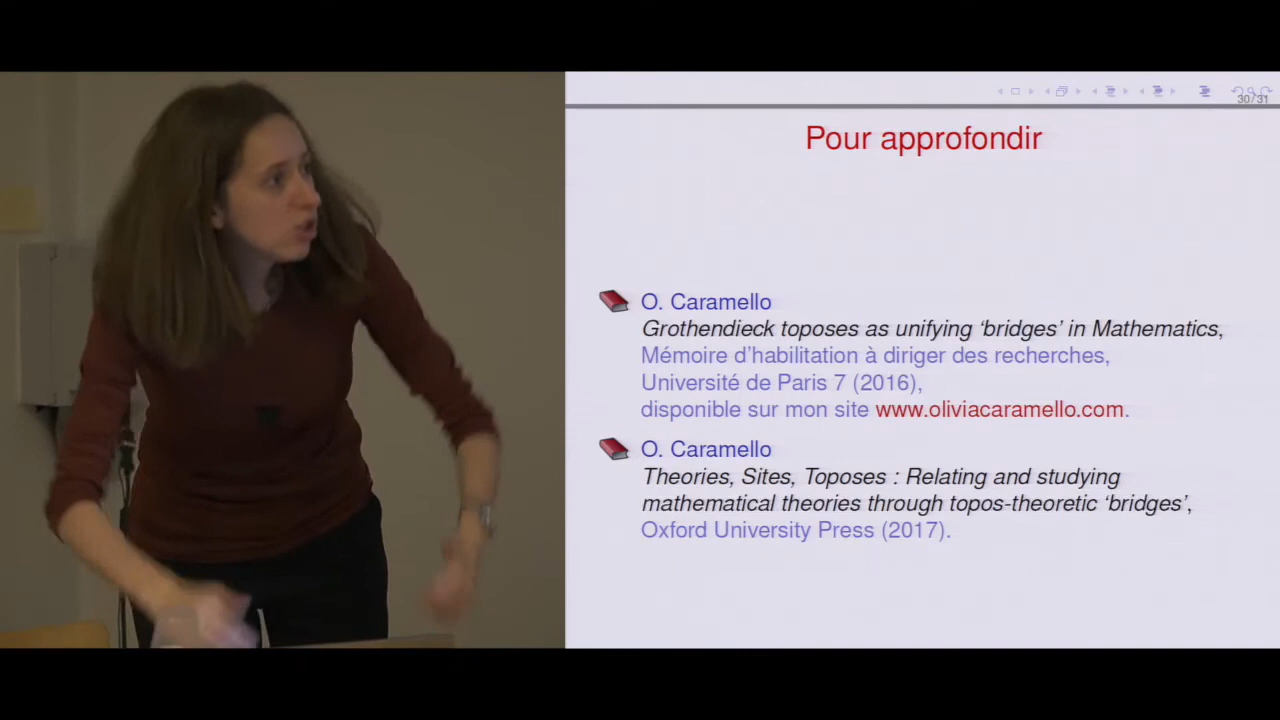 30/31
Pour approfondir
O. Caramello
Grothendieck toposes as unifying ‘bridges’ in Mathematics,
Mémoire d’habilitation à diriger des recherches,
Université de Paris 7 (2016),
disponible sur mon site www.oliviacaramello.com.
O. Caramello
Theories, Sites, Toposes : Relating and studying
mathematical theories through topos-theoretic ‘bridges’,
Oxford University Press (2017).